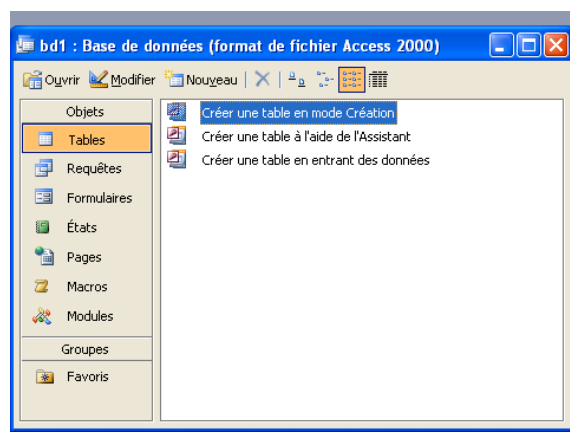 bd1 : Base de données (format de fichier Access 2000)
Ouvrir Modifier Nouveau
Objets
Tables
Requêtes
Formulaires
États
Pages
Macros
Modules
Groupes
Favoris
Créer une table en mode Création
Créer une table à l'aide de l'Assistant
Créer une table en entrant des données